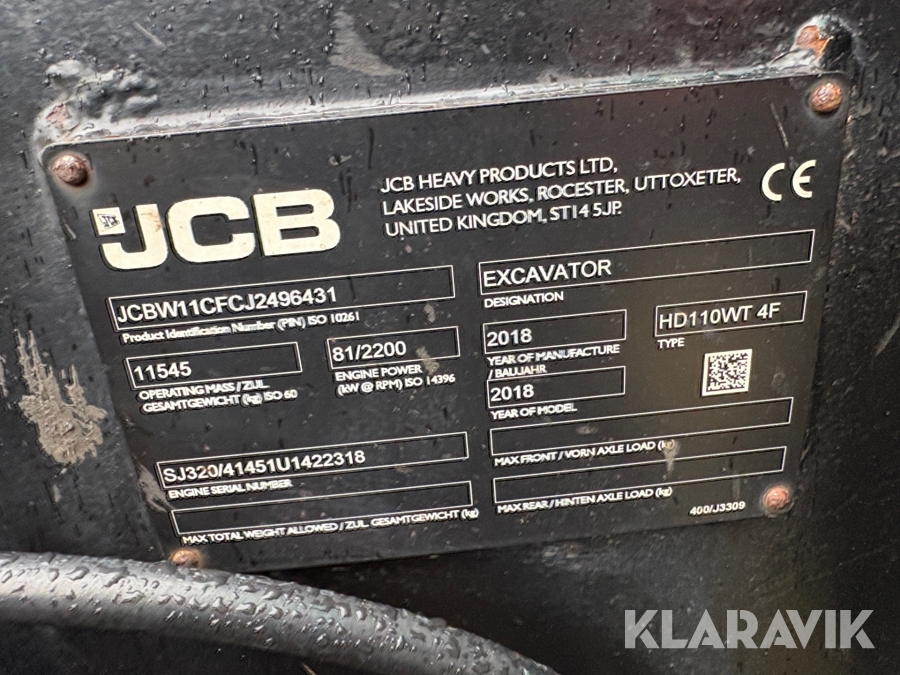 JCB
JCB HEAVY PRODUCTS LTD,
LAKESIDE WORKS, ROCESTER, UTTOXETER,
UNITED KINGDOM, ST14 5JP.
CE
JCBW11CFCJ2496431
Product Identification Number (PIN) ISO 10261
EXCAVATOR
DESIGNATION
11545
OPERATING MASS / ZUL.
GESAMTGEWICHT (kg) ISO 60
81/2200
ENGINE POWER
(kW @ RPM) ISO 14396
2018
YEAR OF MANUFACTURE
/ BAUJAHR
HD110WT 4F
TYPE
2018
YEAR OF MODEL
SJ320/41451U1422318
ENGINE SERIAL NUMBER
MAX FRONT / VORN AXLE LOAD (kg)
MAX TOTAL WEIGHT ALLOWED / ZUL. GESAMTGEWICHT (kg)
MAX REAR / HINTEN AXLE LOAD (kg)
400/J3309
KLARAVIK